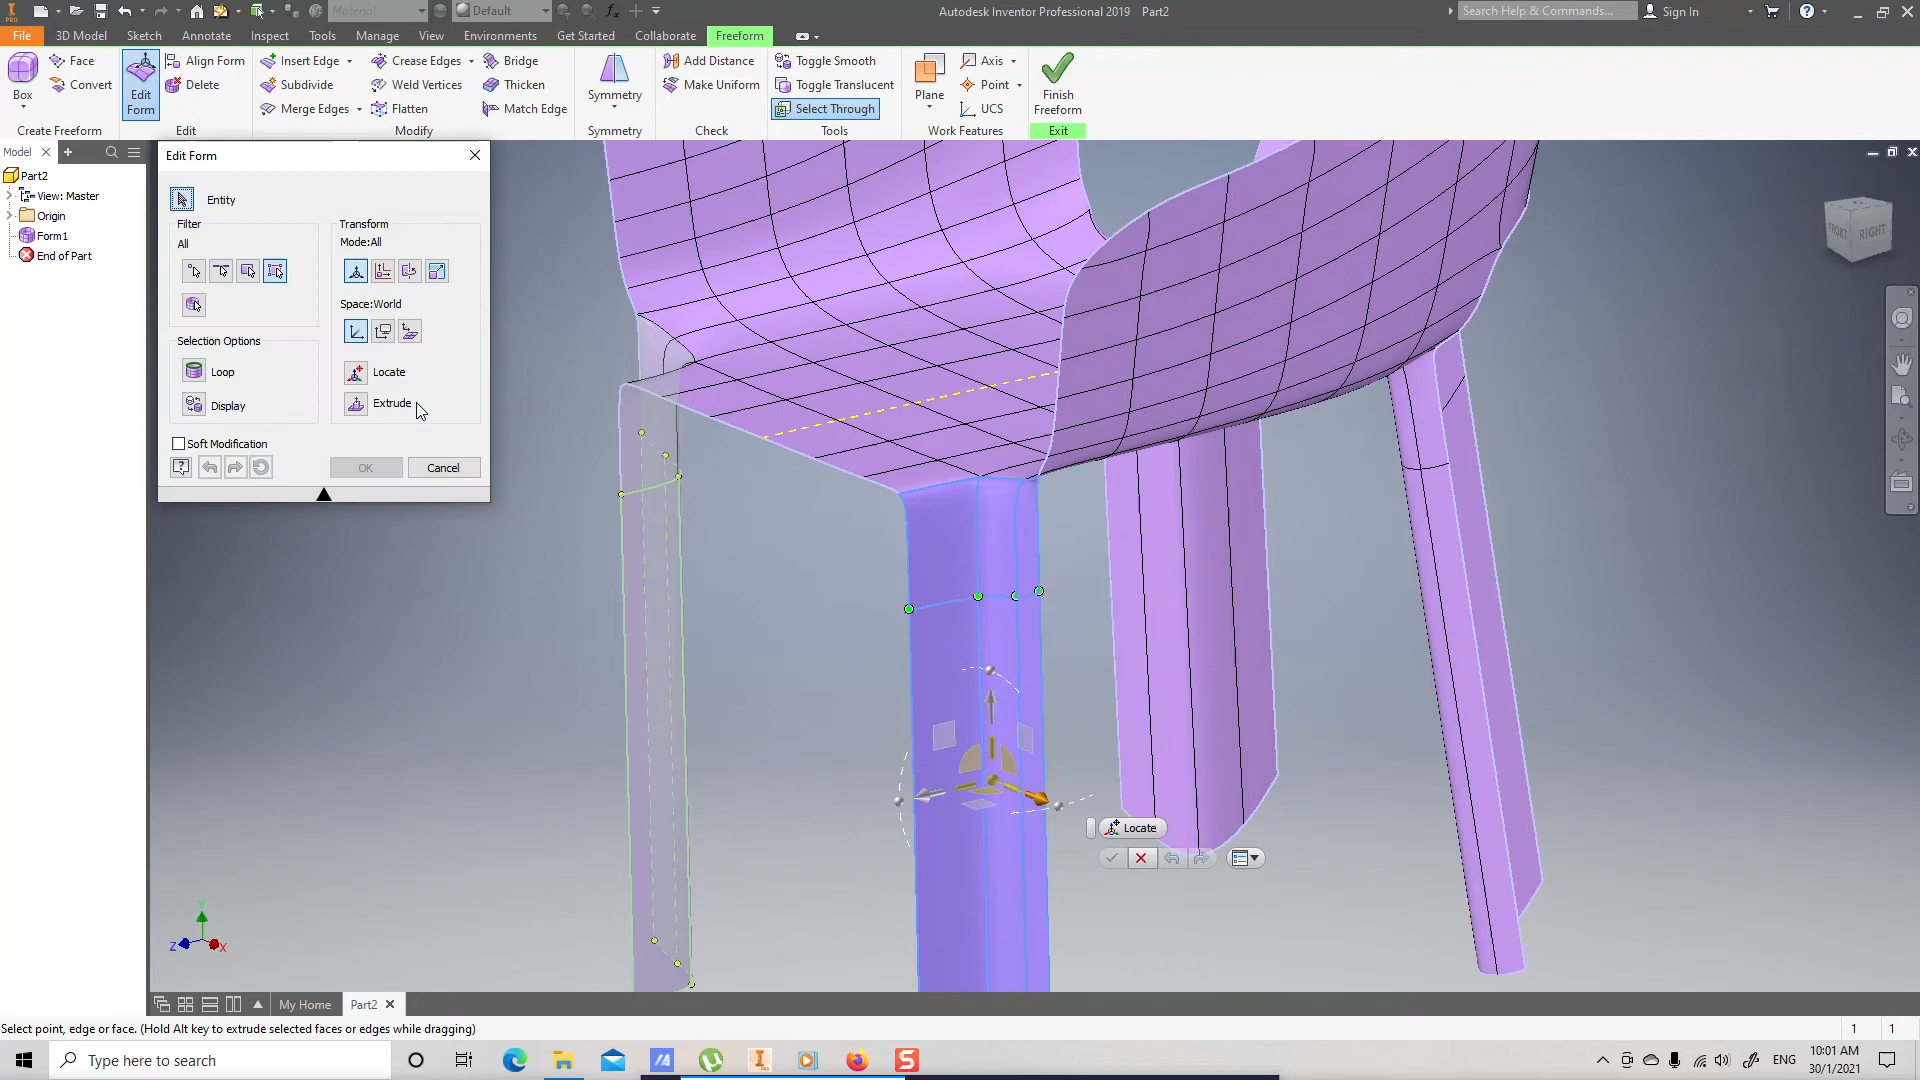 Material
Default
Autodesk Inventor Professional 2019 Part2
Search Help & Commands...
Sign In
PRO
File
3D Model
Sketch
Annotate
Inspect
Tools
Manage
View
Environments
Get Started
Collaborate
Freeform
Box
Face
Convert
Create Freeform
Edit Form
Align Form
Delete
Edit
Insert Edge
Subdivide
Merge Edges
Crease Edges
Weld Vertices
Flatten
Bridge
Thicken
Match Edge
Modify
Symmetry
Symmetry
Add Distance
Make Uniform
Check
Toggle Smooth
Toggle Translucent
Select Through
Tools
Plane
Axis
Point
UCS
Work Features
Finish Freeform
Exit
Model
Part2
View: Master
Origin
Form1
End of Part
Edit Form
Entity
Filter
All
Selection Options
Loop
Display
Transform
Mode:All
Space:World
Locate
Extrude
Soft Modification
OK
Cancel
FRONT
RIGHT
Locate
Y
Z
X
My Home
Part2
Select point, edge or face. (Hold Alt key to extrude selected faces or edges while dragging)
1
1
Type here to search
ENG
10:01 AM
30/1/2021